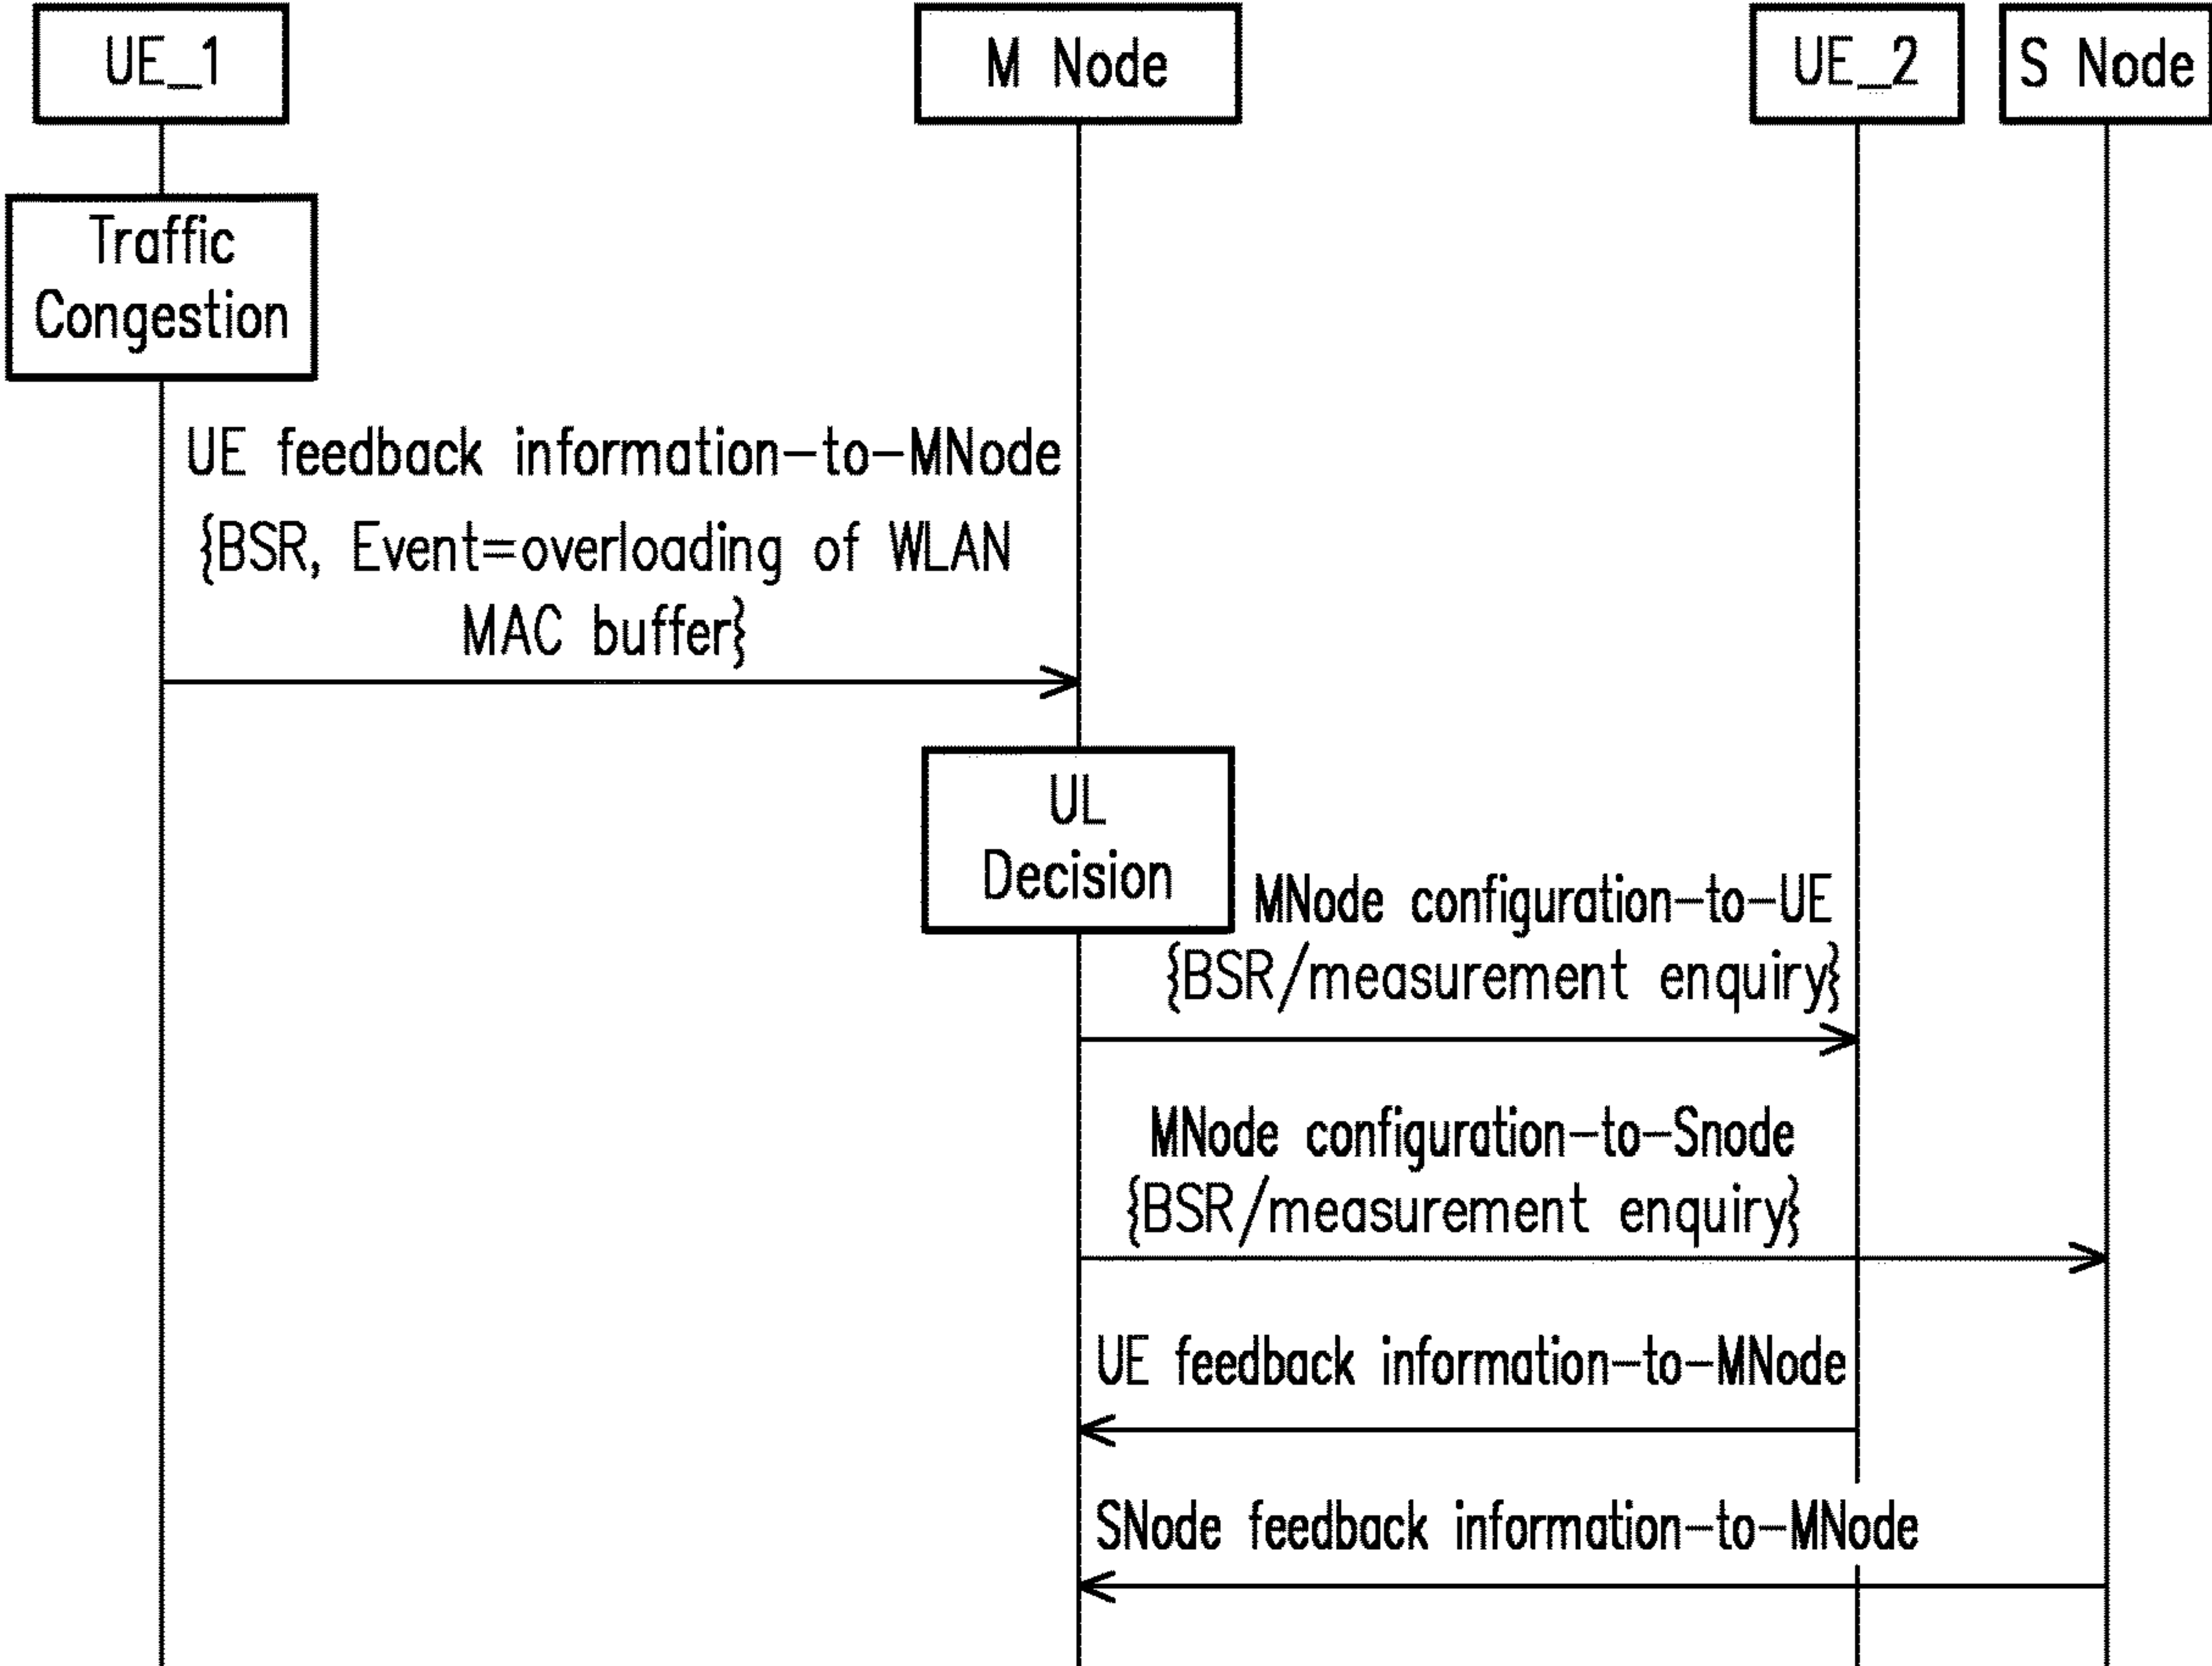 UE_1
M Node
UE_2
S Node
Traffic
Congestion
UE feedback information-to-MNode
{BSR, Event=overloading of WLAN
MAC buffer}
UL
Decision
MNode configuration-to-UE
{BSR/measurement enquiry}
MNode configuration-to-Snode
{BSR/measurement enquiry}
UE feedback information-to-MNode
SNode feedback information-to-MNode